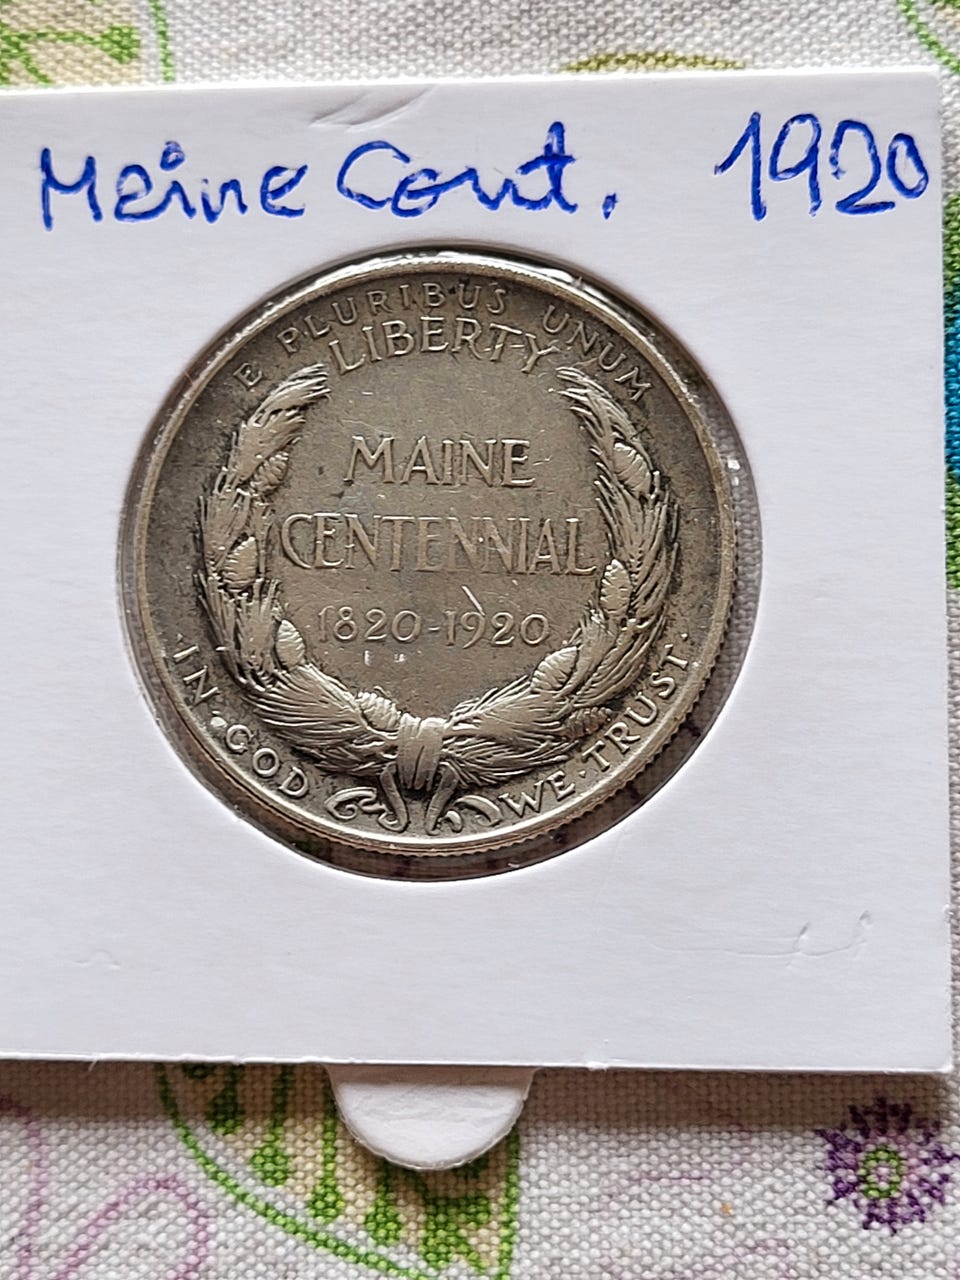 Meine Cent. 1920
E PLURIBUS UNUM
LIBERTY
MAINE
CENTENNIAL
1820-1920
IN·GOD WE·TRUST